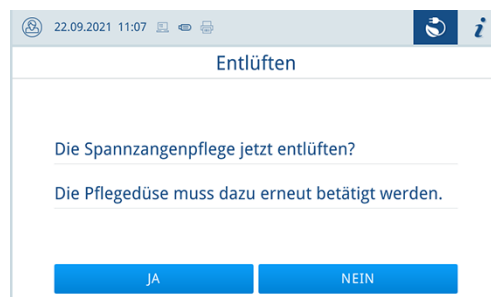 22.09.2021 11:07
i
Entlüften
Die Spannzangenpflege jetzt entlüften?
Die Pflegedüse muss dazu erneut betätigt werden.
JA
NEIN